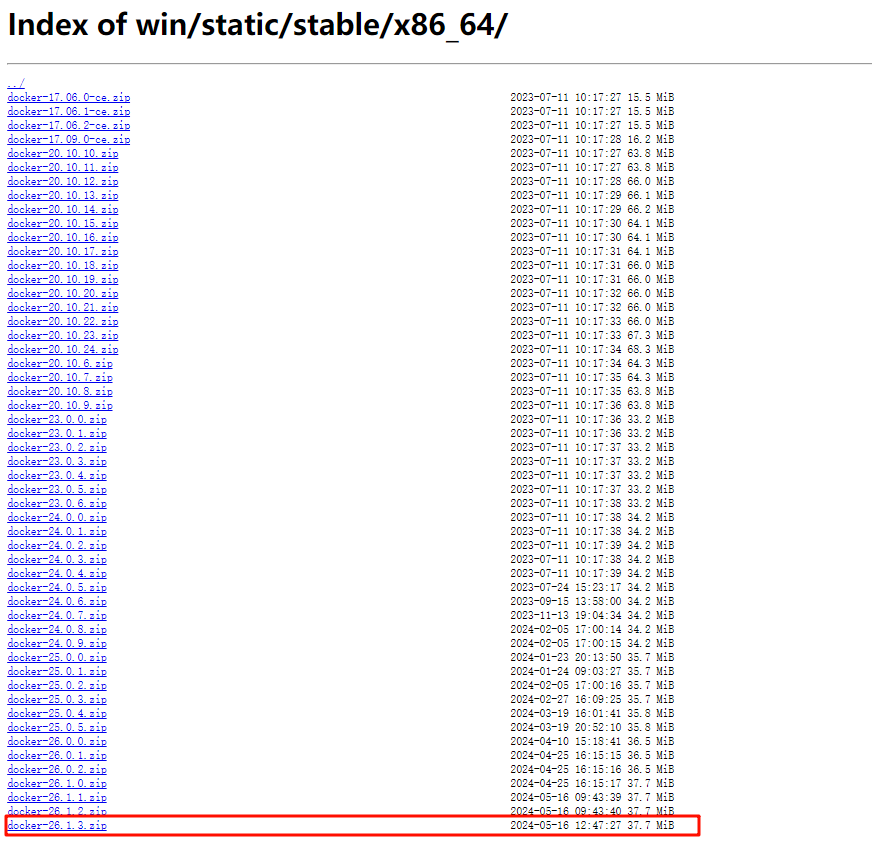 Index of win/static/stable/x86_64/
../
docker-17.06.0-ce.zip 2023-07-11 10:17:27 15.5 MiB
docker-17.06.1-ce.zip 2023-07-11 10:17:27 15.5 MiB
docker-17.06.2-ce.zip 2023-07-11 10:17:27 15.5 MiB
docker-17.09.0-ce.zip 2023-07-11 10:17:28 16.2 MiB
docker-20.10.10.zip 2023-07-11 10:17:27 63.8 MiB
docker-20.10.11.zip 2023-07-11 10:17:27 63.8 MiB
docker-20.10.12.zip 2023-07-11 10:17:28 66.0 MiB
docker-20.10.13.zip 2023-07-11 10:17:29 66.1 MiB
docker-20.10.14.zip 2023-07-11 10:17:29 66.2 MiB
docker-20.10.15.zip 2023-07-11 10:17:30 64.1 MiB
docker-20.10.16.zip 2023-07-11 10:17:30 64.1 MiB
docker-20.10.17.zip 2023-07-11 10:17:31 64.1 MiB
docker-20.10.18.zip 2023-07-11 10:17:31 66.0 MiB
docker-20.10.19.zip 2023-07-11 10:17:31 66.0 MiB
docker-20.10.20.zip 2023-07-11 10:17:32 66.0 MiB
docker-20.10.21.zip 2023-07-11 10:17:32 66.0 MiB
docker-20.10.22.zip 2023-07-11 10:17:33 66.0 MiB
docker-20.10.23.zip 2023-07-11 10:17:33 67.3 MiB
docker-20.10.24.zip 2023-07-11 10:17:34 68.3 MiB
docker-20.10.6.zip 2023-07-11 10:17:34 64.3 MiB
docker-20.10.7.zip 2023-07-11 10:17:35 64.3 MiB
docker-20.10.8.zip 2023-07-11 10:17:35 63.8 MiB
docker-20.10.9.zip 2023-07-11 10:17:36 63.8 MiB
docker-23.0.0.zip 2023-07-11 10:17:36 33.2 MiB
docker-23.0.1.zip 2023-07-11 10:17:36 33.2 MiB
docker-23.0.2.zip 2023-07-11 10:17:37 33.2 MiB
docker-23.0.3.zip 2023-07-11 10:17:37 33.2 MiB
docker-23.0.4.zip 2023-07-11 10:17:37 33.2 MiB
docker-23.0.5.zip 2023-07-11 10:17:37 33.2 MiB
docker-23.0.6.zip 2023-07-11 10:17:38 33.2 MiB
docker-24.0.0.zip 2023-07-11 10:17:38 34.2 MiB
docker-24.0.1.zip 2023-07-11 10:17:38 34.2 MiB
docker-24.0.2.zip 2023-07-11 10:17:39 34.2 MiB
docker-24.0.3.zip 2023-07-11 10:17:38 34.2 MiB
docker-24.0.4.zip 2023-07-11 10:17:39 34.2 MiB
docker-24.0.5.zip 2023-07-24 15:23:17 34.2 MiB
docker-24.0.6.zip 2023-09-15 13:58:00 34.2 MiB
docker-24.0.7.zip 2023-11-13 19:04:34 34.2 MiB
docker-24.0.8.zip 2024-02-05 17:00:14 34.2 MiB
docker-24.0.9.zip 2024-02-05 17:00:15 34.2 MiB
docker-25.0.0.zip 2024-01-23 20:13:50 35.7 MiB
docker-25.0.1.zip 2024-01-24 09:03:27 35.7 MiB
docker-25.0.2.zip 2024-02-05 17:00:16 35.7 MiB
docker-25.0.3.zip 2024-02-27 16:09:25 35.7 MiB
docker-25.0.4.zip 2024-03-19 16:01:41 35.8 MiB
docker-25.0.5.zip 2024-03-19 20:52:10 35.8 MiB
docker-26.0.0.zip 2024-04-10 15:18:41 36.5 MiB
docker-26.0.1.zip 2024-04-25 16:15:15 36.5 MiB
docker-26.0.2.zip 2024-04-25 16:15:16 36.5 MiB
docker-26.1.0.zip 2024-04-25 16:15:17 37.7 MiB
docker-26.1.1.zip 2024-05-16 09:43:39 37.7 MiB
docker-26.1.2.zip 2024-05-16 09:43:40 37.7 MiB
docker-26.1.3.zip 2024-05-16 12:47:27 37.7 MiB